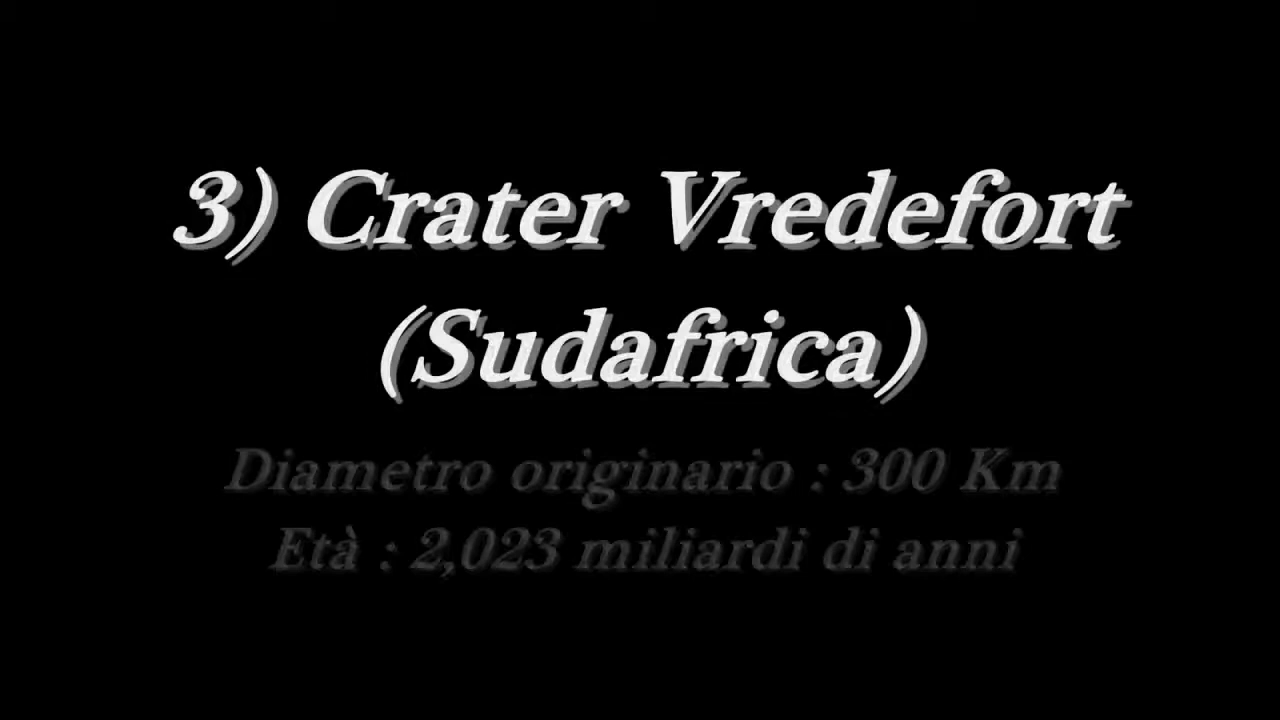 3) Crater Vredefort
(Sudafrica)
Diametro originario : 300 Km
Età : 2,023 miliardi di anni